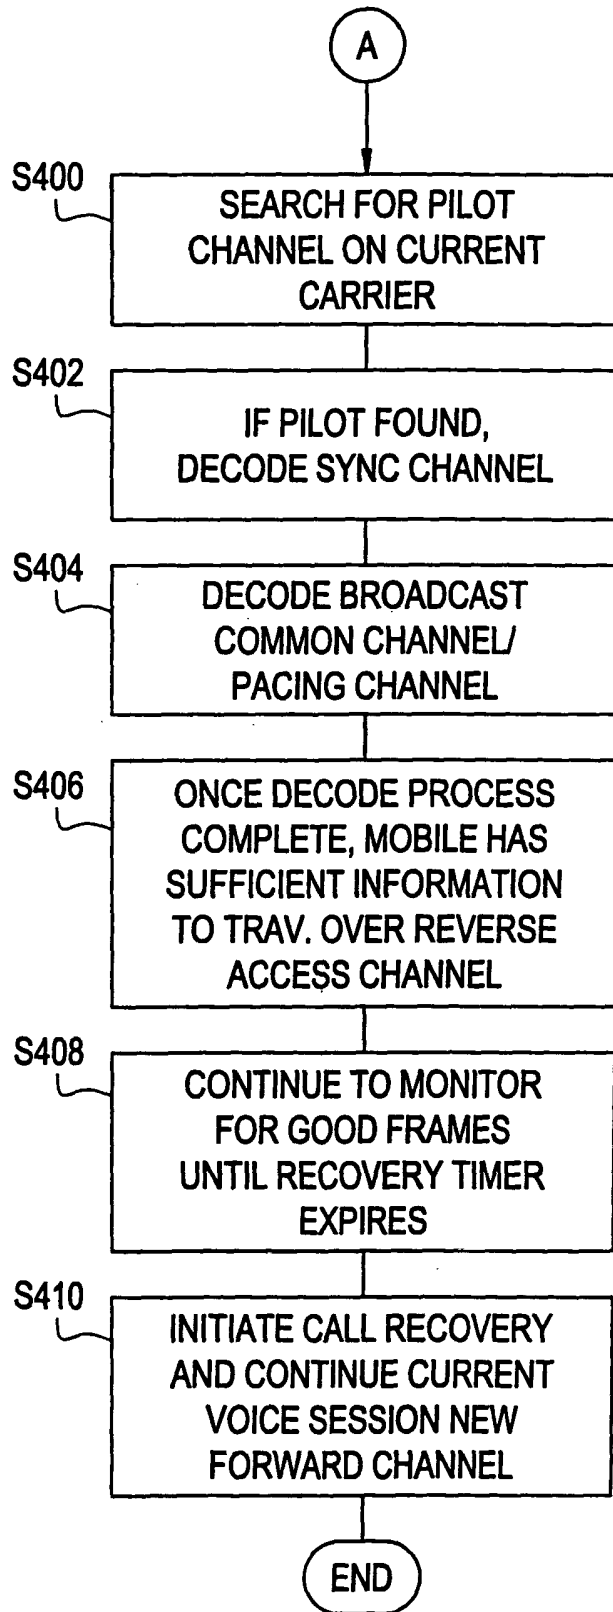 A
S400
SEARCH FOR PILOT
CHANNEL ON CURRENT
CARRIER
S402
IF PILOT FOUND,
DECODE SYNC CHANNEL
S404
DECODE BROADCAST
COMMON CHANNEL/
PACING CHANNEL
S406
ONCE DECODE PROCESS
COMPLETE, MOBILE HAS
SUFFICIENT INFORMATION
TO TRAV. OVER REVERSE
ACCESS CHANNEL
S408
CONTINUE TO MONITOR
FOR GOOD FRAMES
UNTIL RECOVERY TIMER
EXPIRES
S410
INITIATE CALL RECOVERY
AND CONTINUE CURRENT
VOICE SESSION NEW
FORWARD CHANNEL
END